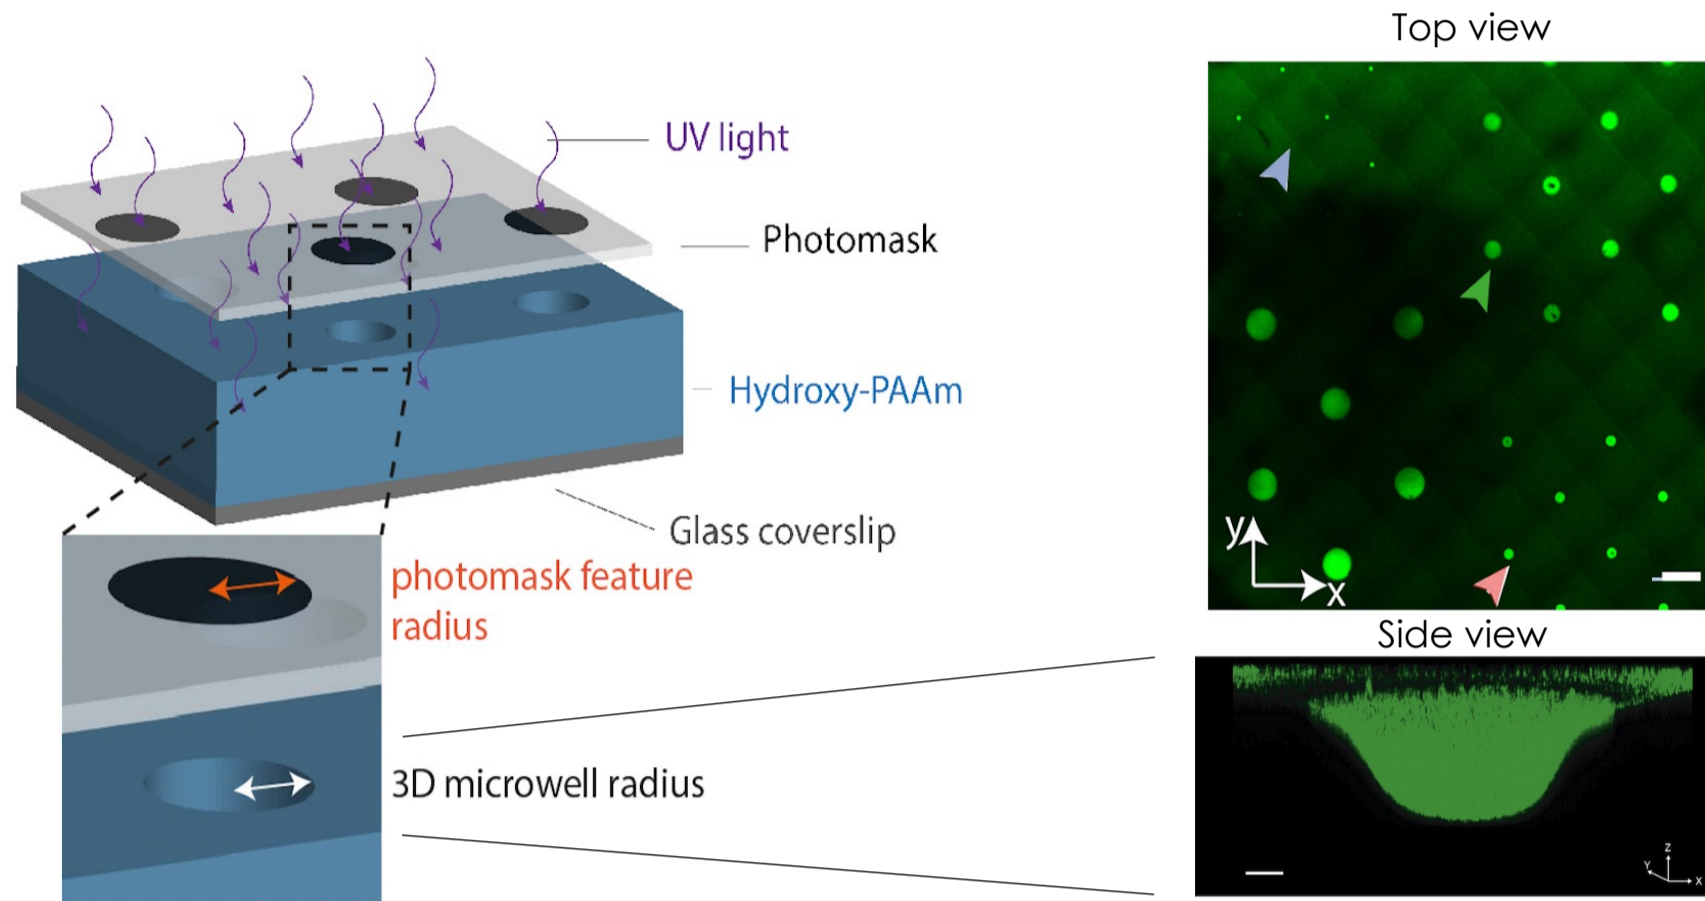 Top view
UV light
Photomask
Hydroxy-PAAm
Glass coverslip
photomask feature
radius
3D microwell radius
y
x
Side view
Z
Y
X